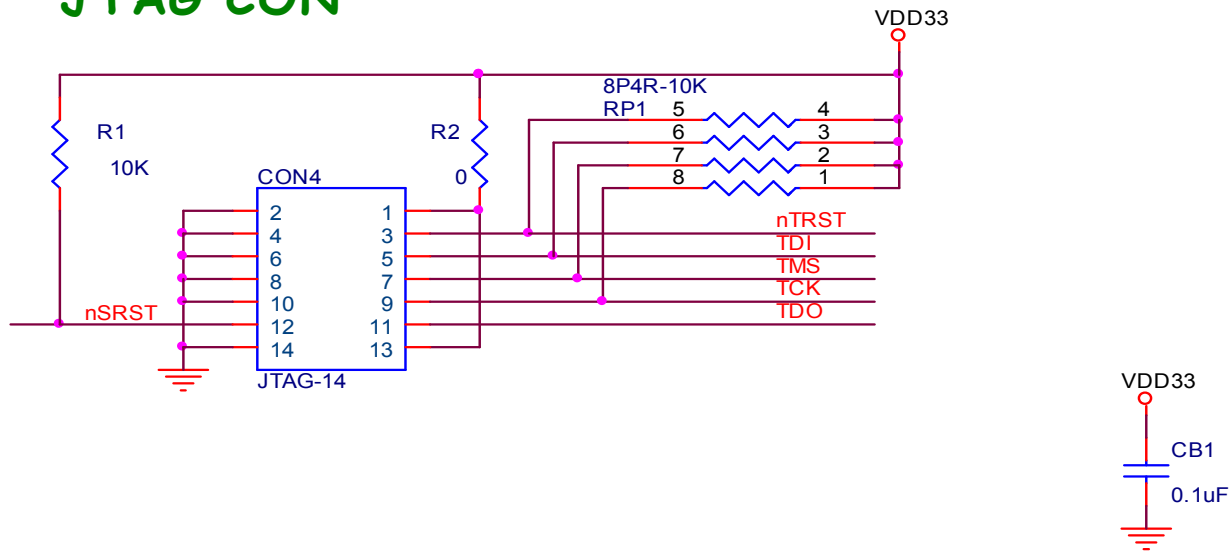 JTAG CON
VDD33
8P4R-10K
RP1 5 4
6 3
7 2
8 1
R1
10K
R2
0
CON4
2 1
4 3
6 5
8 7
10 9
12 11
14 13
JTAG-14
nSRST
nTRST
TDI
TMS
TCK
TDO
VDD33
CB1
0.1uF